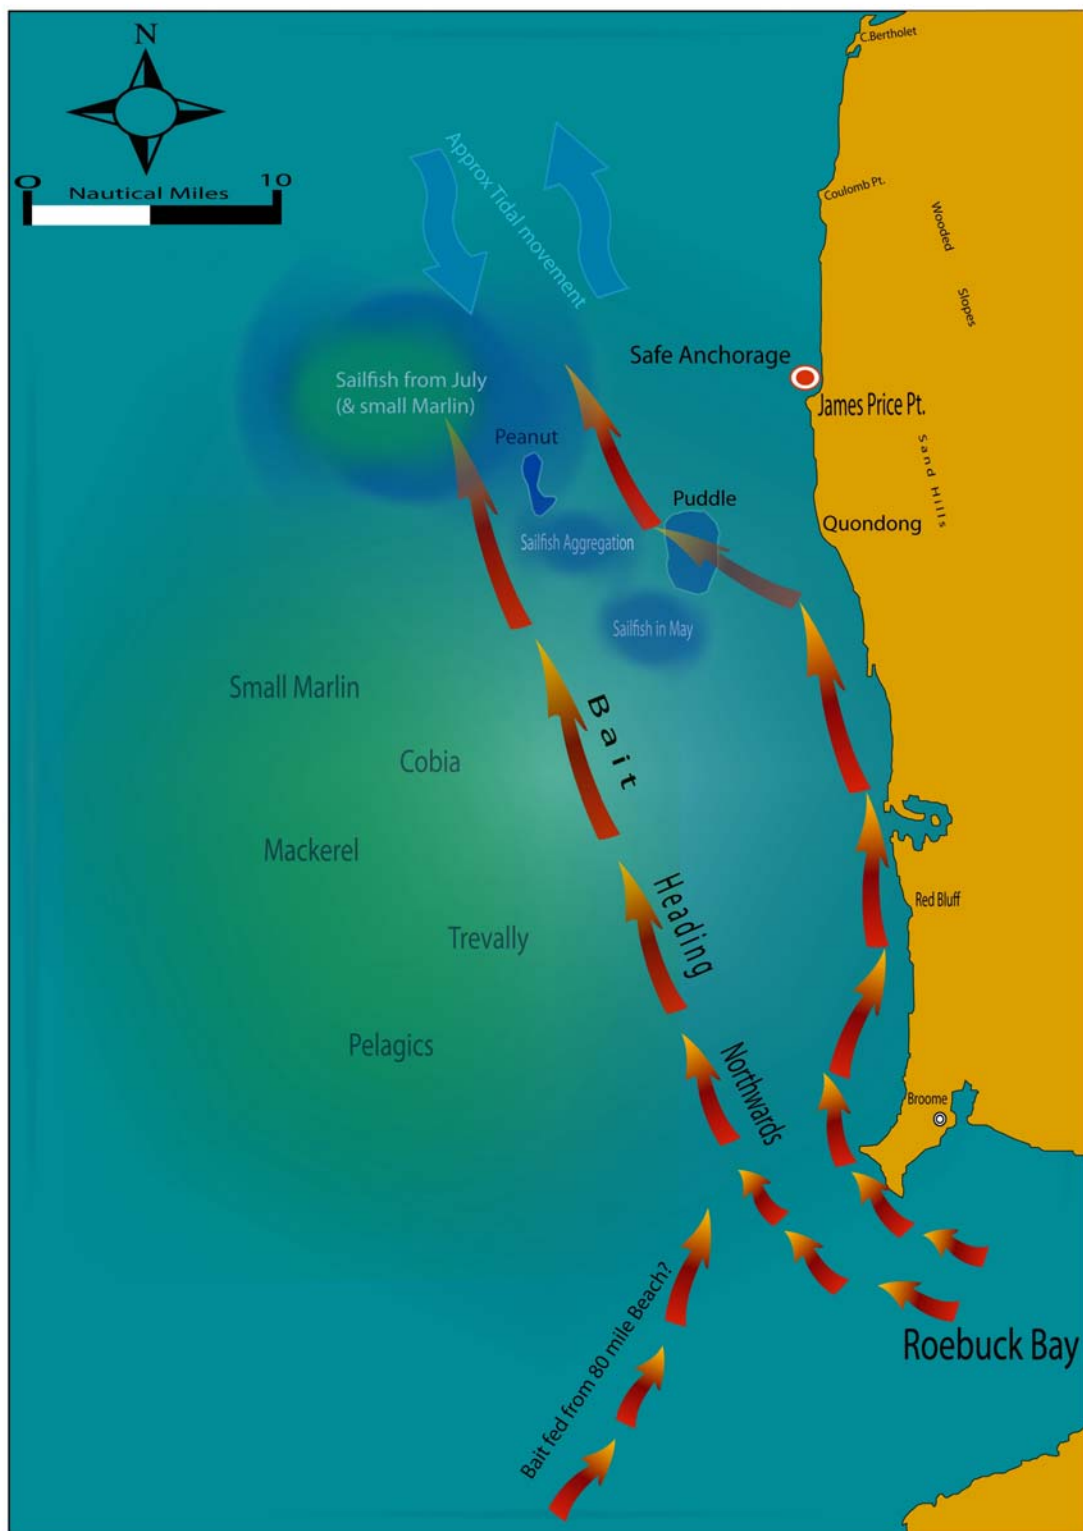 C.Bertholet
N
0
10
Nautical Miles
Approx Tidal movement
Coulomb Pt.
Wooded
Slopes
Safe Anchorage
James Price Pt.
Sailfish from July
(& small Marlin)
Peanut
Sand Hills
Puddle
Quondong
Sailfish Aggregation
Sailfish in May
Small Marlin
Bait
Cobia
Mackerel
Heading
Red Bluff
Trevally
Pelagics
Northwards
Broome
Bait fed from 80 mile Beach?
Roebuck Bay